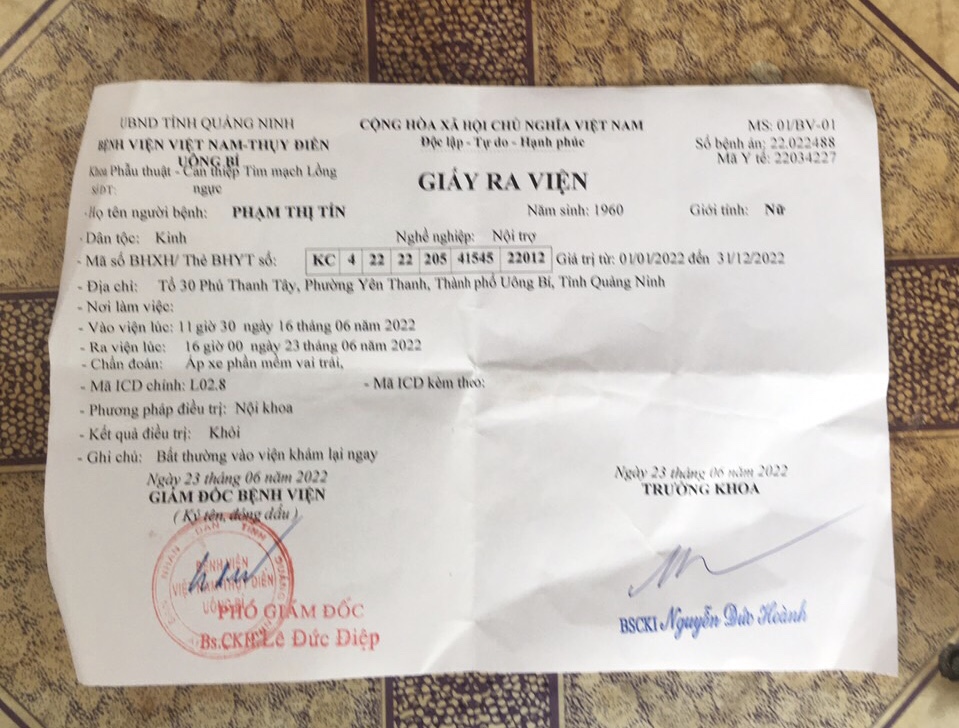 UBND TỈNH QUẢNG NINH
CỘNG HÒA XÃ HỘI CHỦ NGHĨA VIỆT NAM
MS: 01/BV-01
BỆNH VIỆN VIỆT NAM-THỤY ĐIỂN
UÔNG BÍ
Độc lập - Tự do - Hạnh phúc
Số bệnh án: 22.022488
Mã Y tế: 22034227
Khoa Phẫu thuật - Can thiệp Tim mạch Lồng
ngực
SĐT:
GIẤY RA VIỆN
- Họ tên người bệnh: PHẠM THỊ TÍN Năm sinh: 1960 Giới tính: Nữ
- Dân tộc: Kinh Nghề nghiệp: Nội trợ
- Mã số BHXH/ Thẻ BHYT số: KC 4 22 22 205 41545 22012 Giá trị từ: 01/01/2022 đến 31/12/2022
- Địa chỉ: Tổ 30 Phú Thanh Tây, Phường Yên Thanh, Thành phố Uông Bí, Tỉnh Quảng Ninh
- Nơi làm việc:
- Vào viện lúc: 11 giờ 30 ngày 16 tháng 06 năm 2022
- Ra viện lúc: 16 giờ 00 ngày 23 tháng 06 năm 2022
- Chẩn đoán: Áp xe phần mềm vai trái,
- Mã ICD chính: L02.8 - Mã ICD kèm theo:
- Phương pháp điều trị: Nội khoa
- Kết quả điều trị: Khỏi
- Ghi chú: Bất thường vào viện khám lại ngay
Ngày 23 tháng 06 năm 2022
GIÁM ĐỐC BỆNH VIỆN
( Ký tên, đóng dấu )
Ngày 23 tháng 06 năm 2022
TRƯỞNG KHOA
BỆNH VIỆN
VIỆT NAM-THỤY ĐIỂN
UÔNG BÍ
PHÓ GIÁM ĐỐC
Bs.CKII. Lê Đức Điệp
BSCKI Nguyễn Đức Hoành